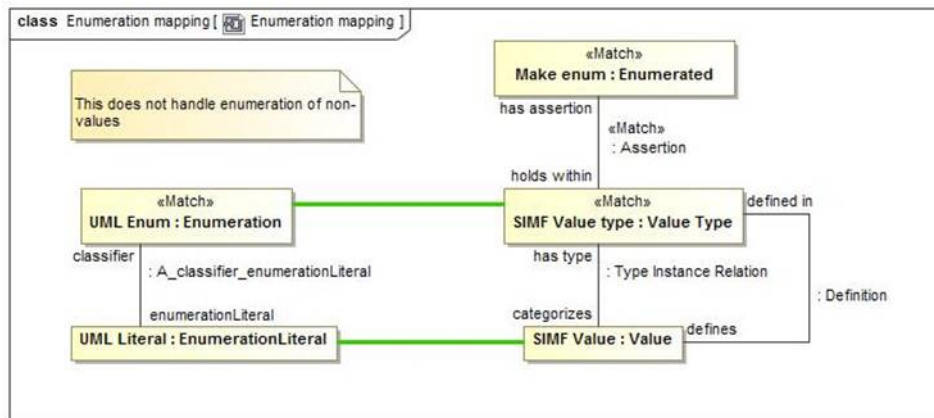 class Enumeration mapping [ Enumeration mapping ]
«Match»
Make enum : Enumerated
This does not handle enumeration of non-
values
has assertion
«Match»
: Assertion
holds within
«Match»
UML Enum : Enumeration
«Match»
SIMF Value type : Value Type
defined in
classifier
: A_classifier_enumerationLiteral
has type
: Type Instance Relation
: Definition
enumerationLiteral
categorizes
UML Literal : EnumerationLiteral
SIMF Value : Value
defines